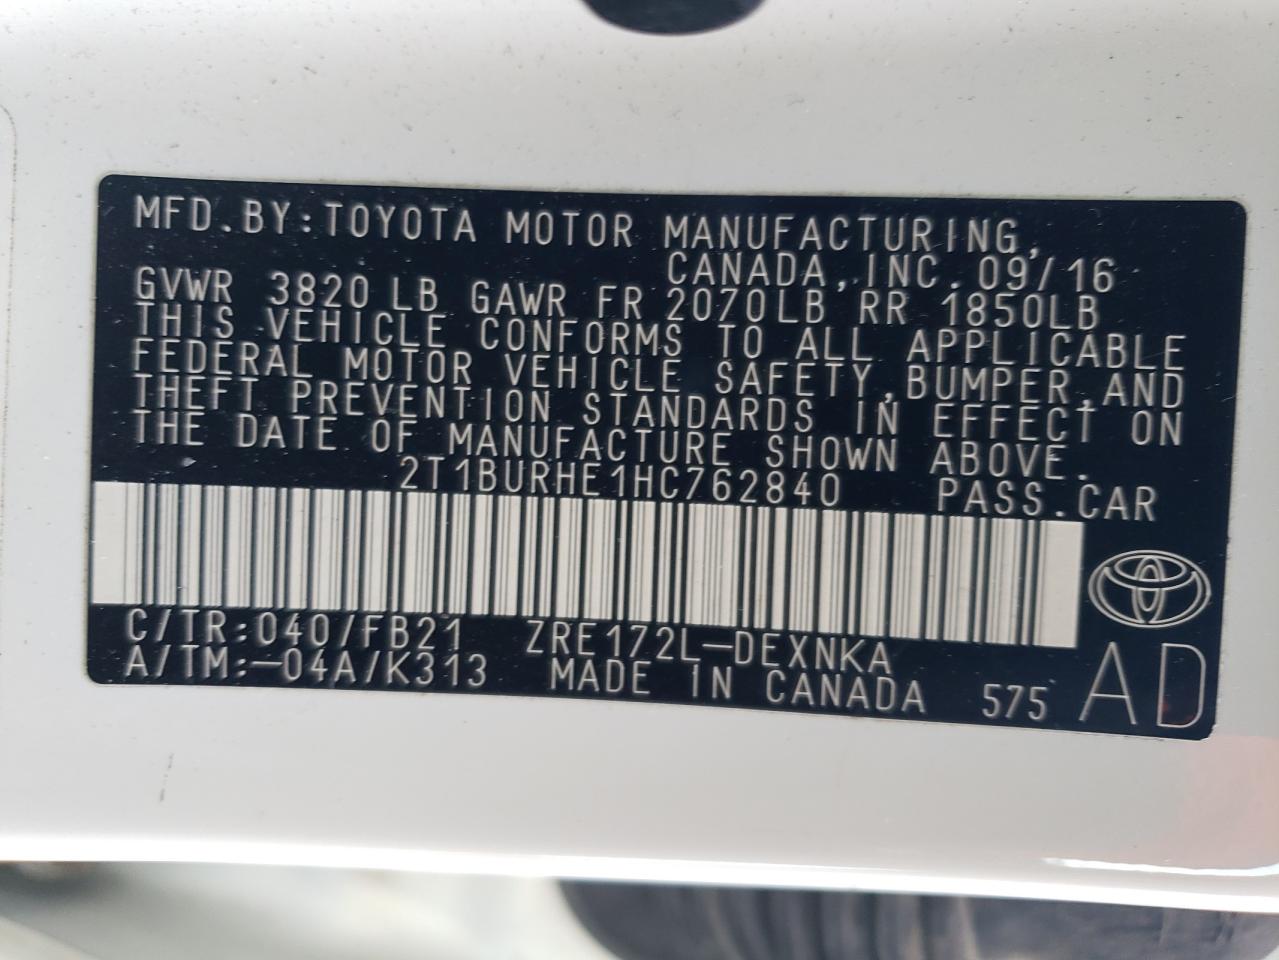 MFD.BY:TOYOTA MOTOR MANUFACTURING,
CANADA,INC.09/16
GVWR 3820LB GAWR FR 2070LB RR 1850LB
THIS VEHICLE CONFORMS TO ALL APPLICABLE
FEDERAL MOTOR VEHICLE SAFETY,BUMPER,AND
THEFT PREVENTION STANDARDS IN EFFECT ON
THE DATE OF MANUFACTURE SHOWN ABOVE.
2T1BURHE1HC762840 PASS.CAR
C/TR:040/FB21 ZRE172L-DEXNKA
A/TM:-04A/K313 MADE IN CANADA 575 AD